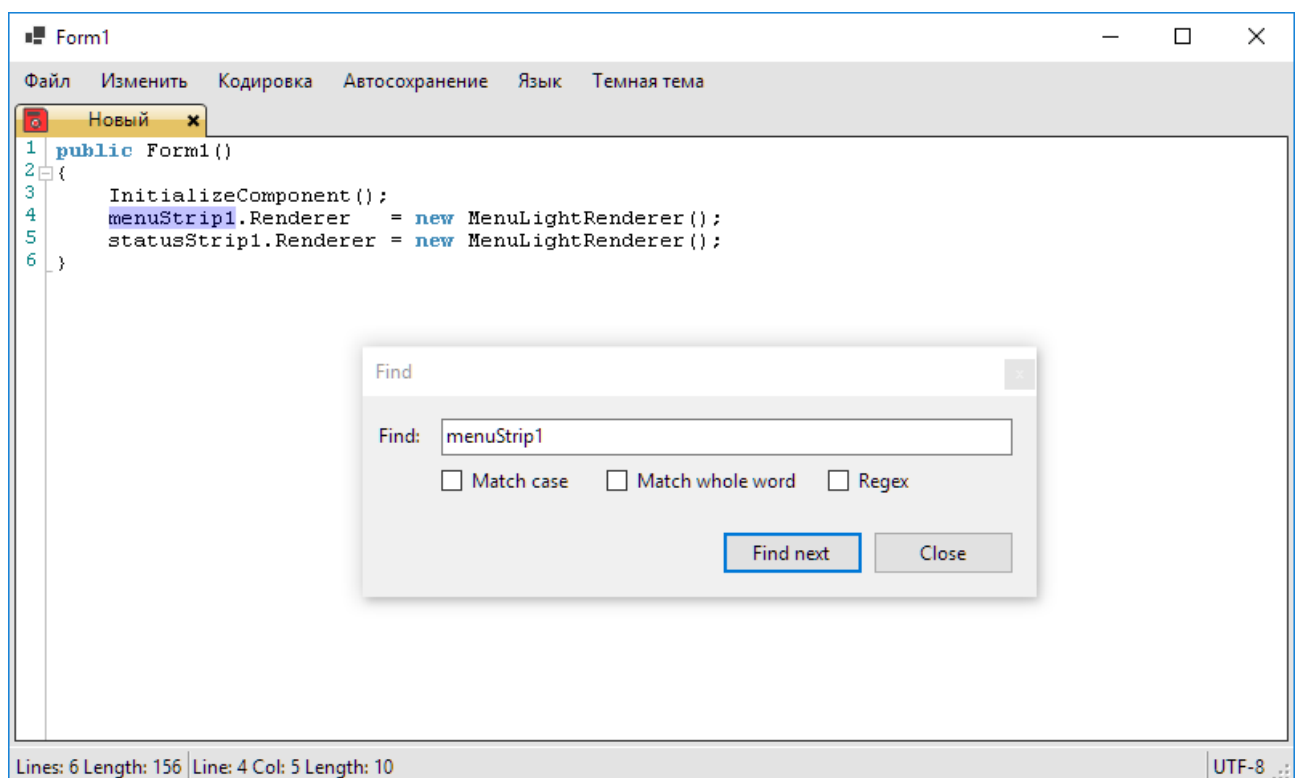 Form1
Файл Изменить Кодировка Автосохранение Язык Темная тема
Новый
1 public Form1()
2 {
3 InitializeComponent();
4 menuStrip1.Renderer = new MenuLightRenderer();
5 statusStrip1.Renderer = new MenuLightRenderer();
6 }
Find
Find: menuStrip1
Match case Match whole word Regex
Find next Close
Lines: 6 Length: 156 Line: 4 Col: 5 Length: 10 UTF-8